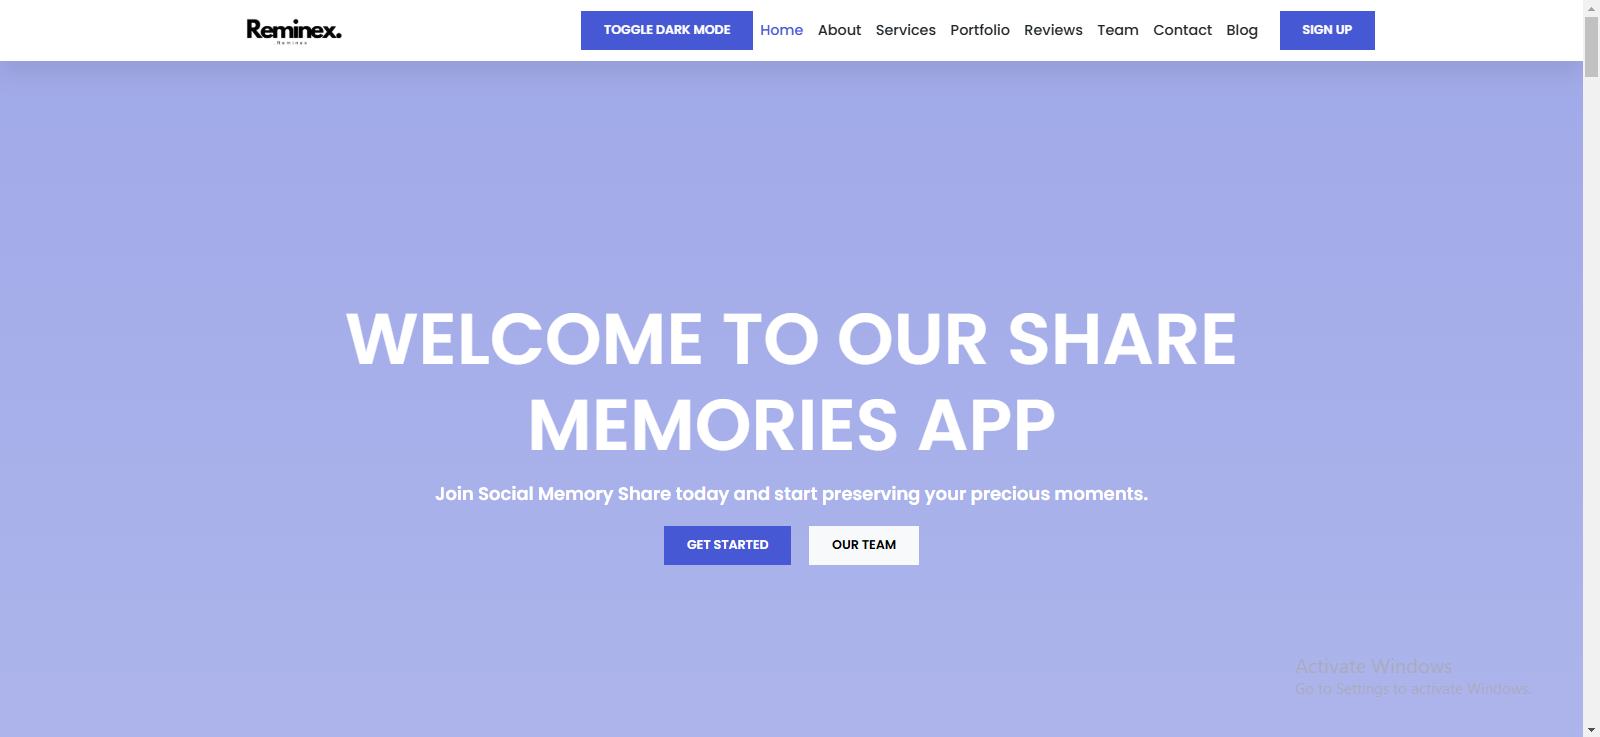 Reminex.
Reminex
TOGGLE DARK MODE Home About Services Portfolio Reviews Team Contact Blog SIGN UP
WELCOME TO OUR SHARE
MEMORIES APP
Join Social Memory Share today and start preserving your precious moments.
GET STARTED OUR TEAM
Activate Windows
Go to Settings to activate Windows.